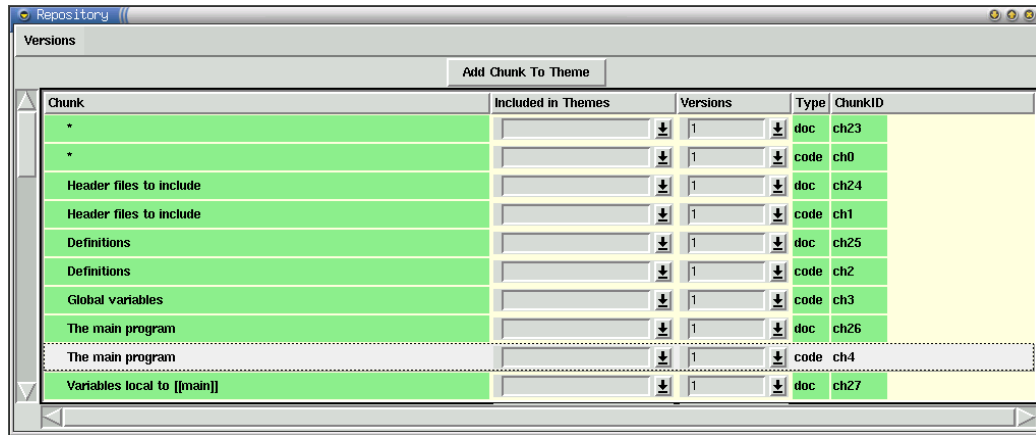 Repository
Versions
Add Chunk To Theme
Chunk Included in Themes Versions Type ChunkID
* 1 doc ch23
* 1 code ch0
Header files to include 1 doc ch24
Header files to include 1 code ch1
Definitions 1 doc ch25
Definitions 1 code ch2
Global variables 1 code ch3
The main program 1 doc ch26
The main program 1 code ch4
Variables local to [[main]] 1 doc ch27